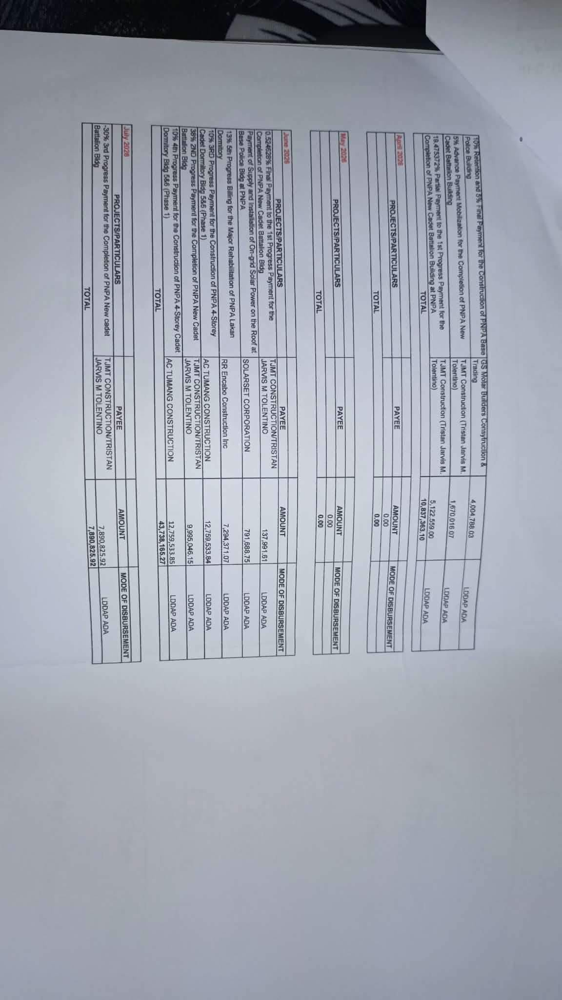 10% Retention and 5% Final Payment for the Construction of PNPA Base Police Building | GS Motar Builders Consytruction & Trading | 4,004,788.03 | LDDAP ADA
5% Advance Payment Mobilization for the Completion of PNPA New Cadet Battalion Building | TJMT Construction (Tristan Jarvis M. Tolentino) | 1,670,016.07 | LDDAP ADA
18.475372% Partial Payment to the 1st Progress Payment for the Completion of PNPA New Cadet Battalion Building at PNPA | TJMT Construction (Tristan Jarvis M. Tolentino) | 5,122,559.00 | LDDAP ADA
TOTAL | 10,837,363.10
April 2026
PROJECTS/PARTICULARS | PAYEE | AMOUNT | MODE OF DISBURSEMENT
0.00
TOTAL | 0.00
May 2026
PROJECTS/PARTICULARS | PAYEE | AMOUNT | MODE OF DISBURSEMENT
0.00
TOTAL | 0.00
June 2026
PROJECTS/PARTICULARS | PAYEE | AMOUNT | MODE OF DISBURSEMENT
0.524628% Final Payment to the 1st Progress Payment for the Completion of PNPA New Cadet Battalion Bldg | TJMT CONSTRUCTION/TRISTAN JARVIS M TOLENTINO | 137,991.61 | LDDAP ADA
Payment of Supply and Installation of On-grid Solar Power on the Roof at Base Police Bldg at PNPA | SOLARSET CORPORATION | 791,688.75 | LDDAP ADA
13% 5th Progress Billing for the Major Rehabilitation of PNPA Lakan Dormitory | RR Encabo Construction Inc | 7,294,371.07 | LDDAP ADA
10% 3RD Progress Payment for the Construction of PNPA 4-Storey Cadet Dormitory Bldg 5&6 (Phase 1) | AC TUMANG CONSTRUCTION | 12,759,533.84 | LDDAP ADA
38% 2ND Progress Payment for the Completion of PNPA New Cadet Battalion Bldg | TJMT CONSTRUCTION/TRISTAN JARVIS M TOLENTINO | 9,995,046.15 | LDDAP ADA
10% 4th Progress Payment for the Construction of PNPA 4-Storey Cadet Dormitory Bldg 5&6 (Phase 1) | AC TUMANG CONSTRUCTION | 12,759,533.85 | LDDAP ADA
TOTAL | 43,738,165.27
July 2026
PROJECTS/PARTICULARS | PAYEE | AMOUNT | MODE OF DISBURSEMENT
-30% 3rd Progress Payment for the Completion of PNPA New cadet Battalion Bldg | TJMT CONSTRUCTION/TRISTAN JARVIS M TOLENTINO | 7,890,825.92 | LDDAP ADA
TOTAL | 7,890,825.92